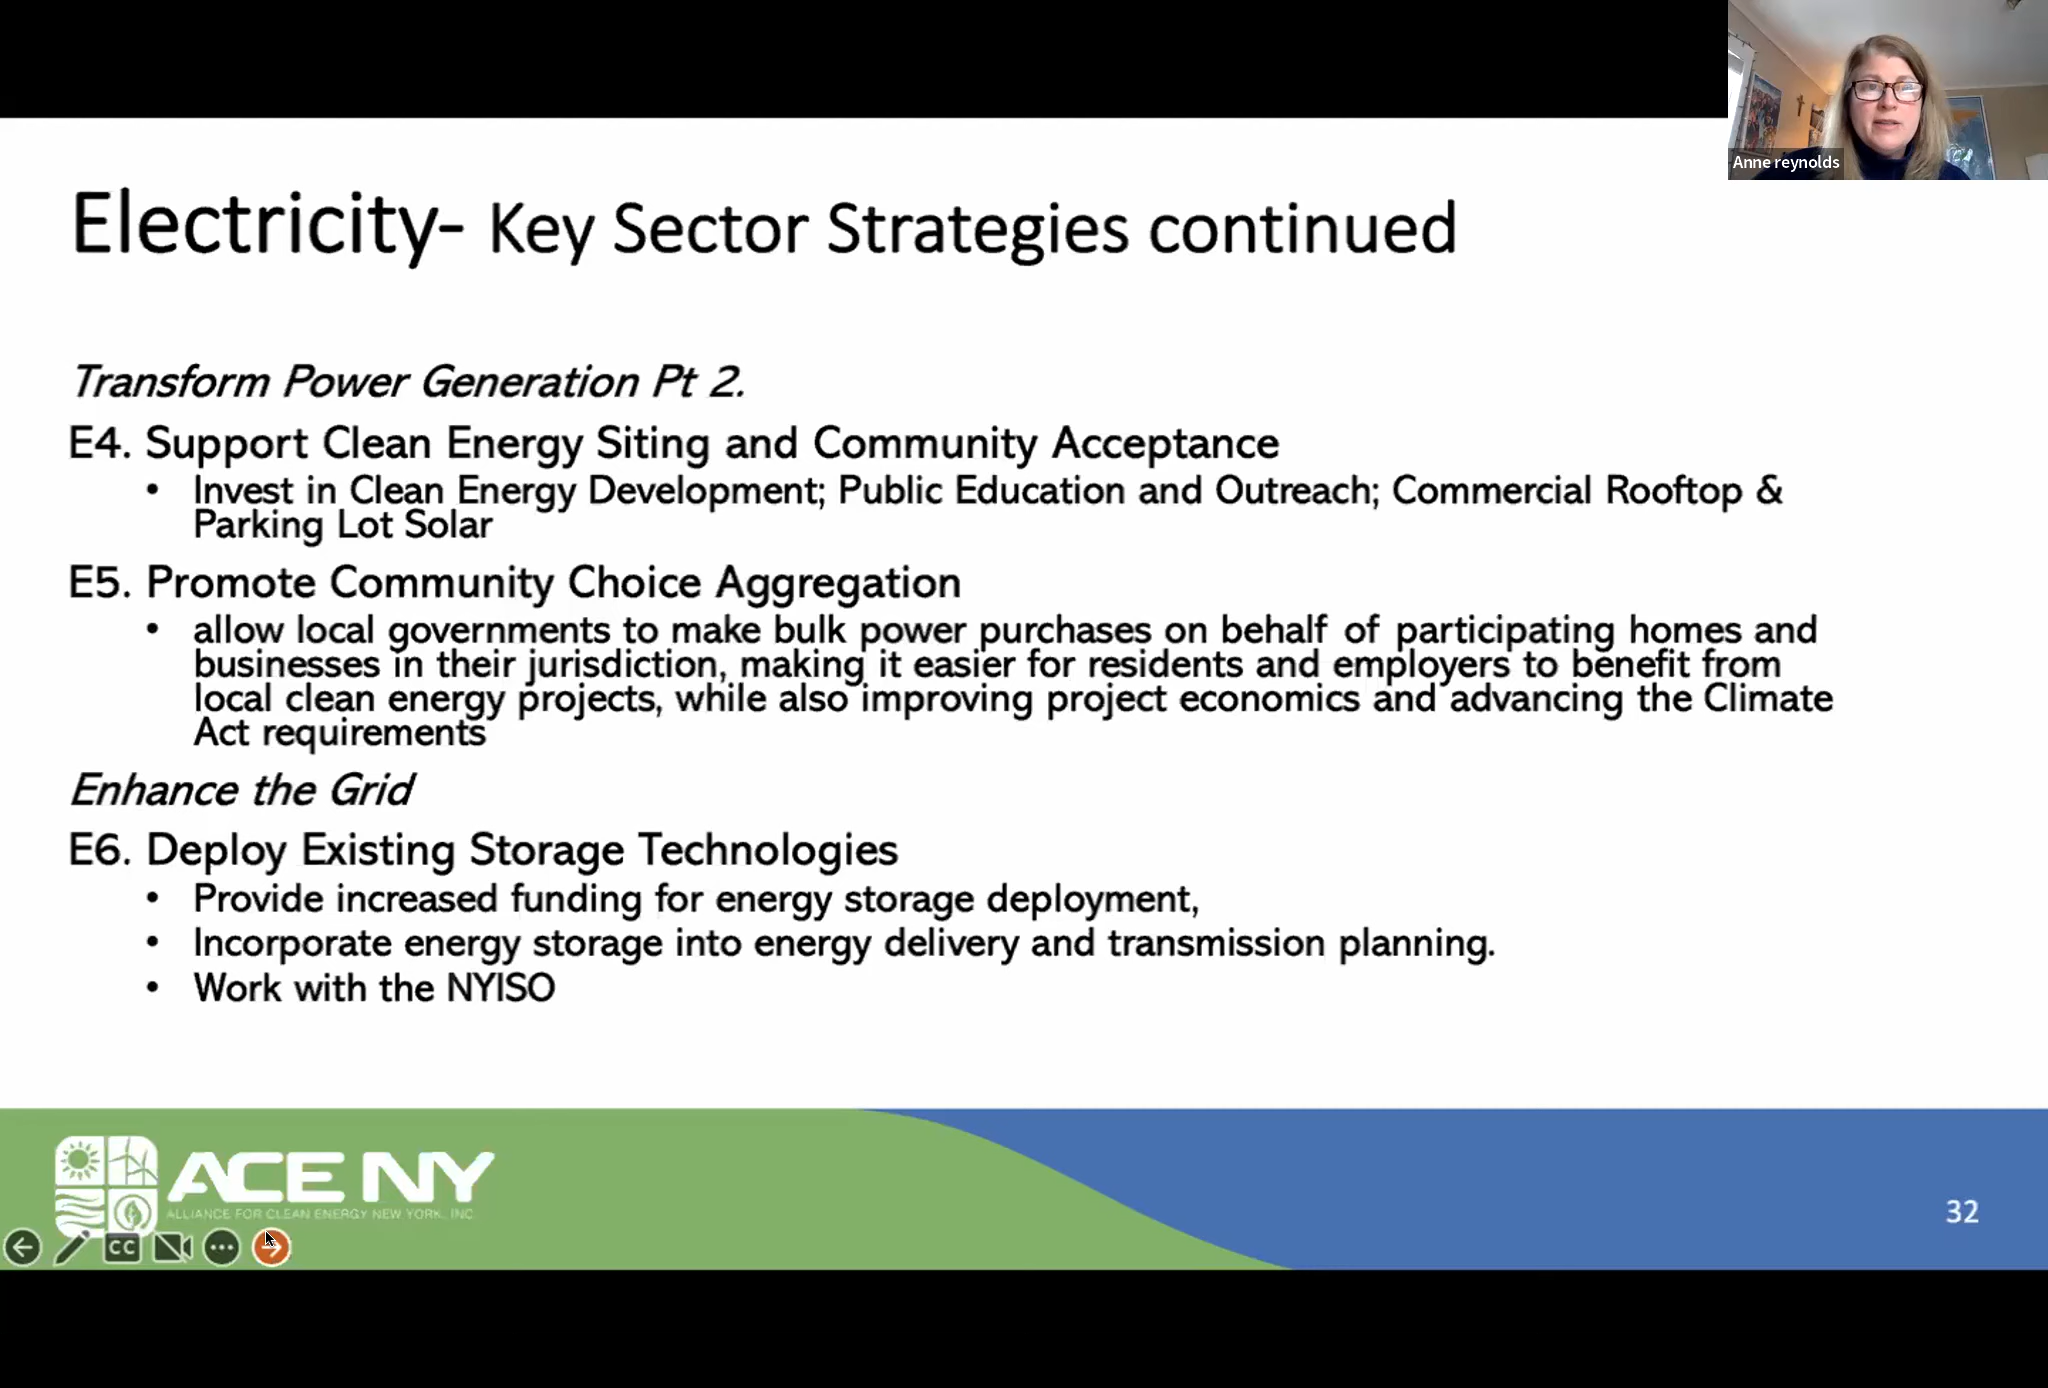 Anne reynolds
Electricity- Key Sector Strategies continued
Transform Power Generation Pt 2.
E4. Support Clean Energy Siting and Community Acceptance
• Invest in Clean Energy Development; Public Education and Outreach; Commercial Rooftop &
Parking Lot Solar
E5. Promote Community Choice Aggregation
• allow local governments to make bulk power purchases on behalf of participating homes and
businesses in their jurisdiction, making it easier for residents and employers to benefit from
local clean energy projects, while also improving project economics and advancing the Climate
Act requirements
Enhance the Grid
E6. Deploy Existing Storage Technologies
• Provide increased funding for energy storage deployment,
• Incorporate energy storage into energy delivery and transmission planning.
• Work with the NYISO
ACE NY
ALLIANCE FOR CLEAN ENERGY NEW YORK, INC.
32
CC